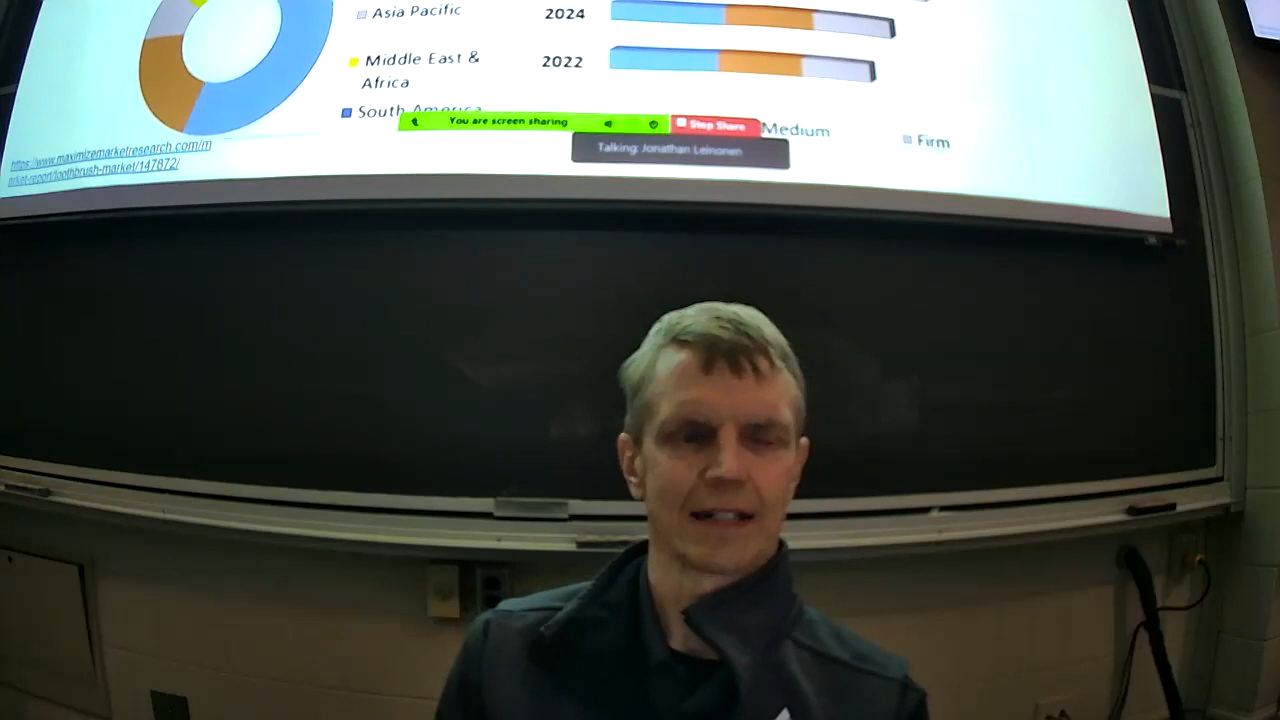 Asia Pacific
2024
Middle East &
Africa
2022
South America
You are screen sharing
Stop Share
Medium
Firm
Talking: Jonathan Leinonen
https://www.maximizemarketresearch.com/m
arket-report/toothbrush-market/147872/